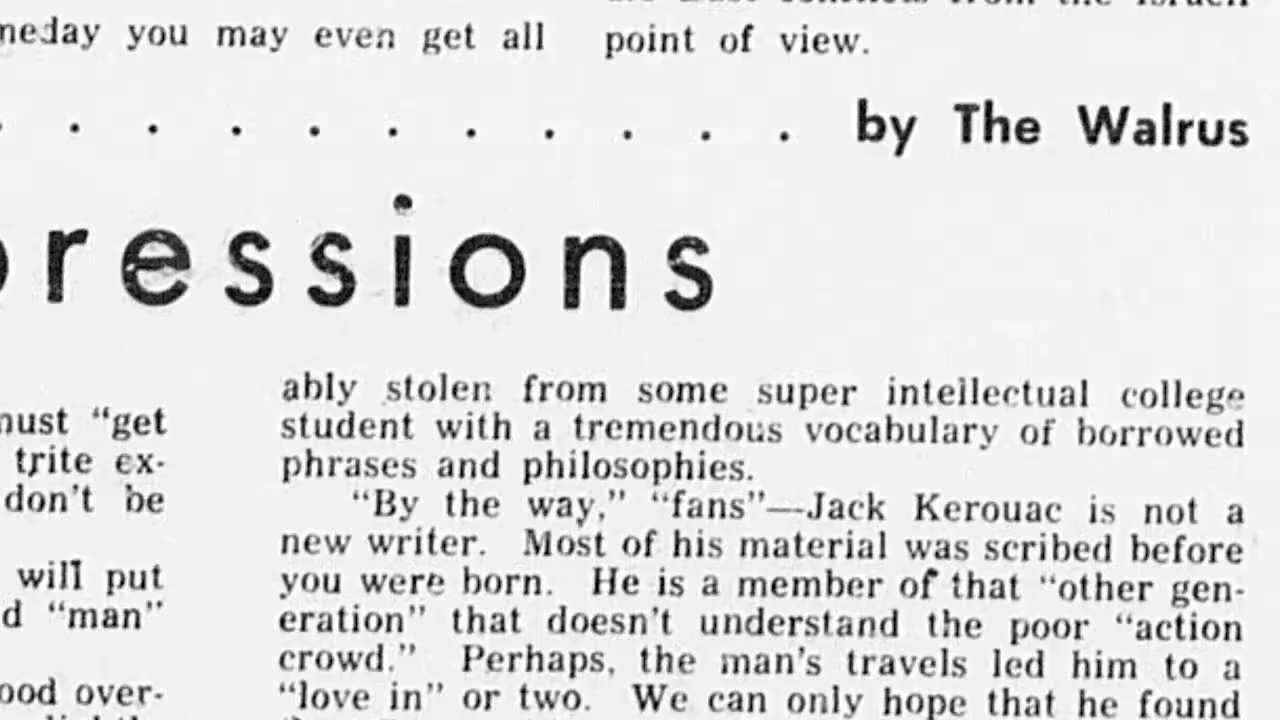 you may even get all
point of view.
. . . . . . . . . . by The Walrus
ressions
ust "get
trite ex-
don't be
will put
"man"
over-
ably stolen from some super intellectual college
student with a tremendous vocabulary of borrowed
phrases and philosophies.
"By the way," "fans"—Jack Kerouac is not a
new writer. Most of his material was scribed before
you were born. He is a member of that "other gen-
eration" that doesn't understand the poor "action
crowd." Perhaps, the man's travels led him to a
"love in" or two. We can only hope that he found